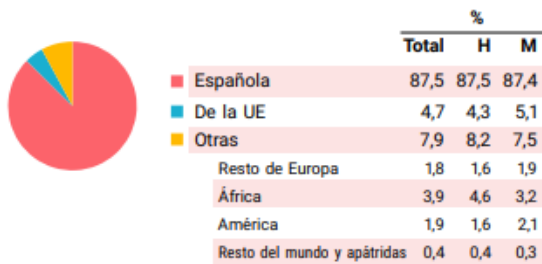 %
Total H M
Española 87,5 87,5 87,4
De la UE 4,7 4,3 5,1
Otras 7,9 8,2 7,5
Resto de Europa 1,8 1,6 1,9
África 3,9 4,6 3,2
América 1,9 1,6 2,1
Resto del mundo y apátridas 0,4 0,4 0,3